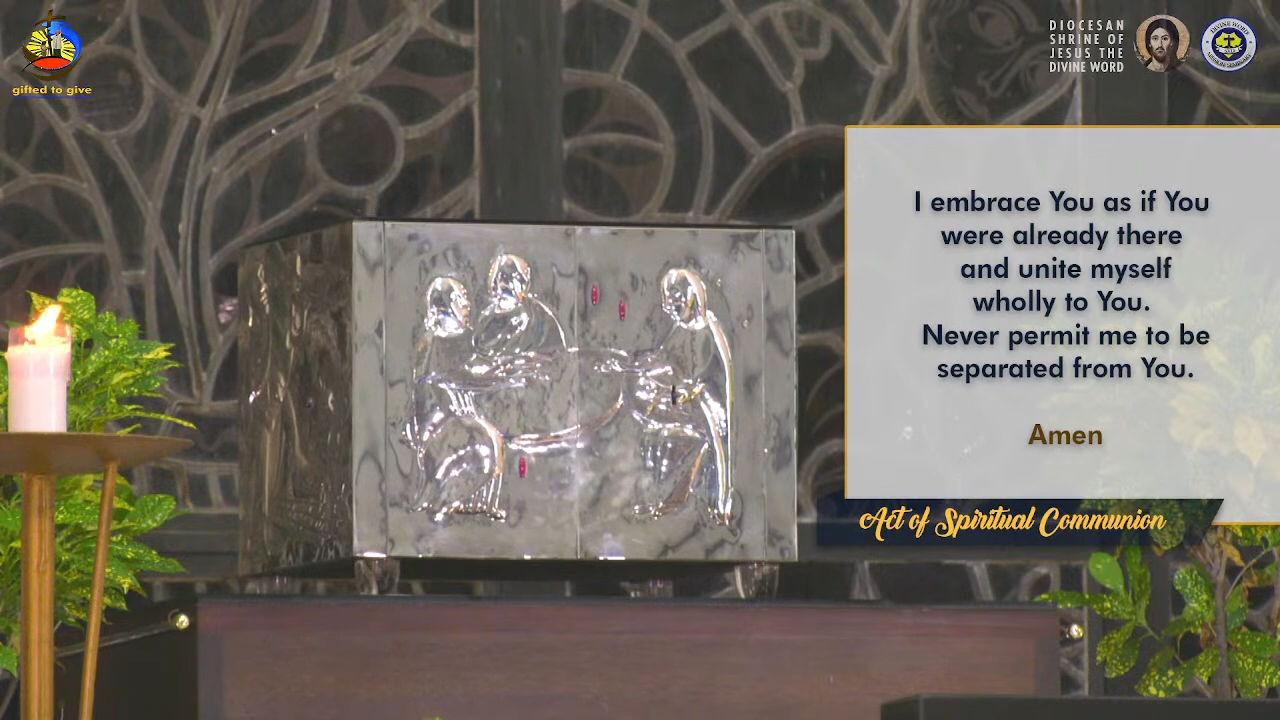 gifted to give
DIOCESAN
SHRINE OF
JESUS THE
DIVINE WORD
I embrace You as if You
were already there
and unite myself
wholly to You.
Never permit me to be
separated from You.
Amen
Act of Spiritual Communion